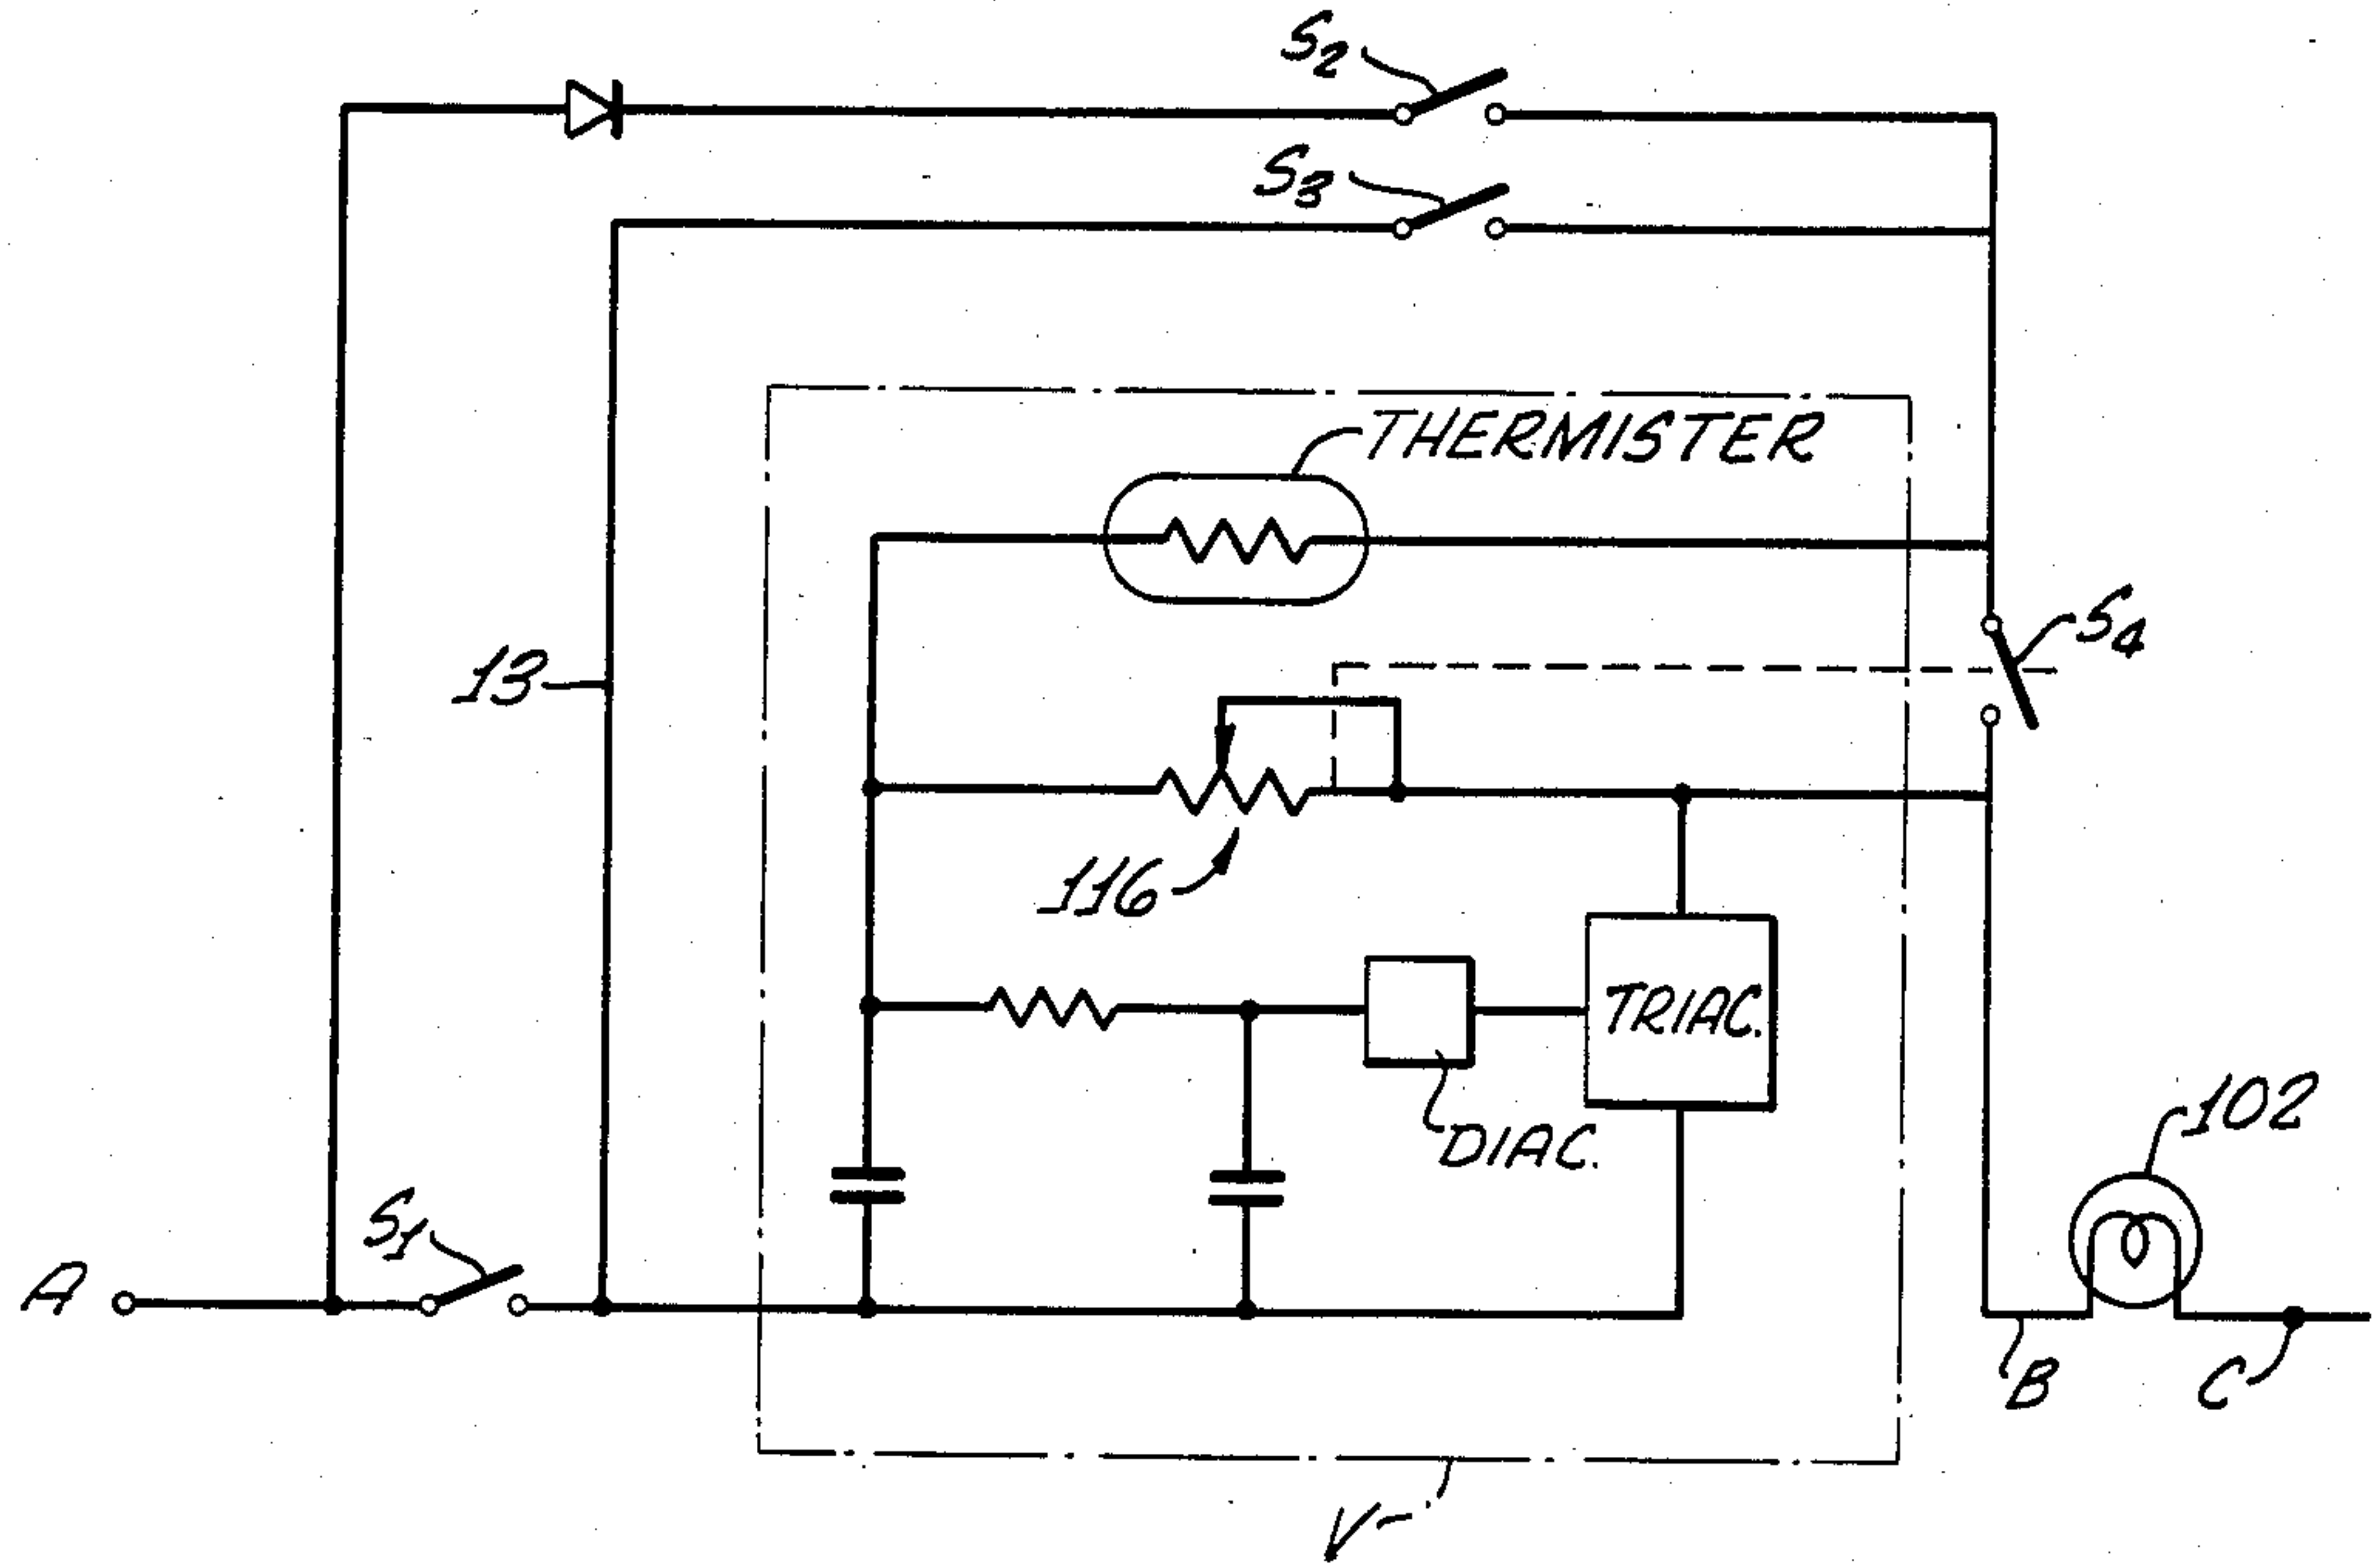 S2
S3
THERMISTER
S4
13
116
TRIAC.
DIAC.
102
S1
A
B
C
V